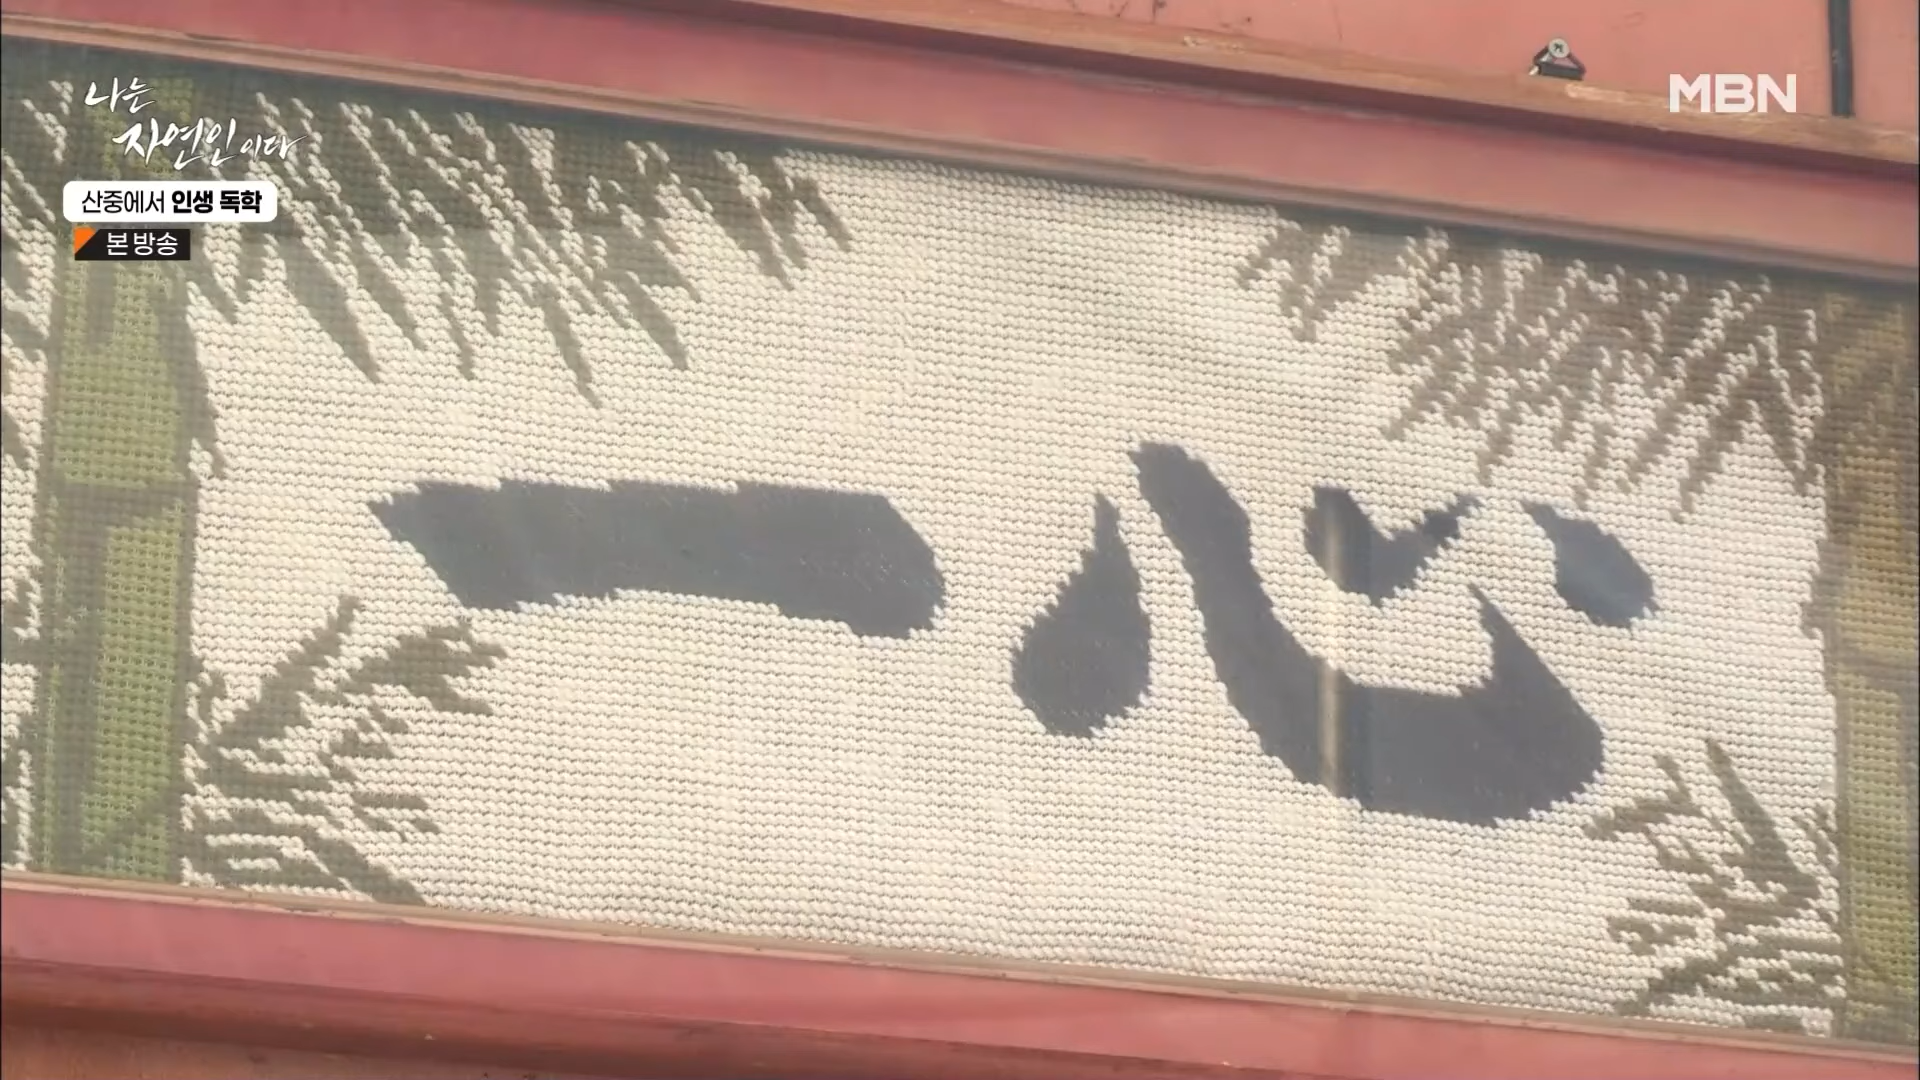 나는
자연인이다
MBN
산중에서 인생 독학
본 방송
一心